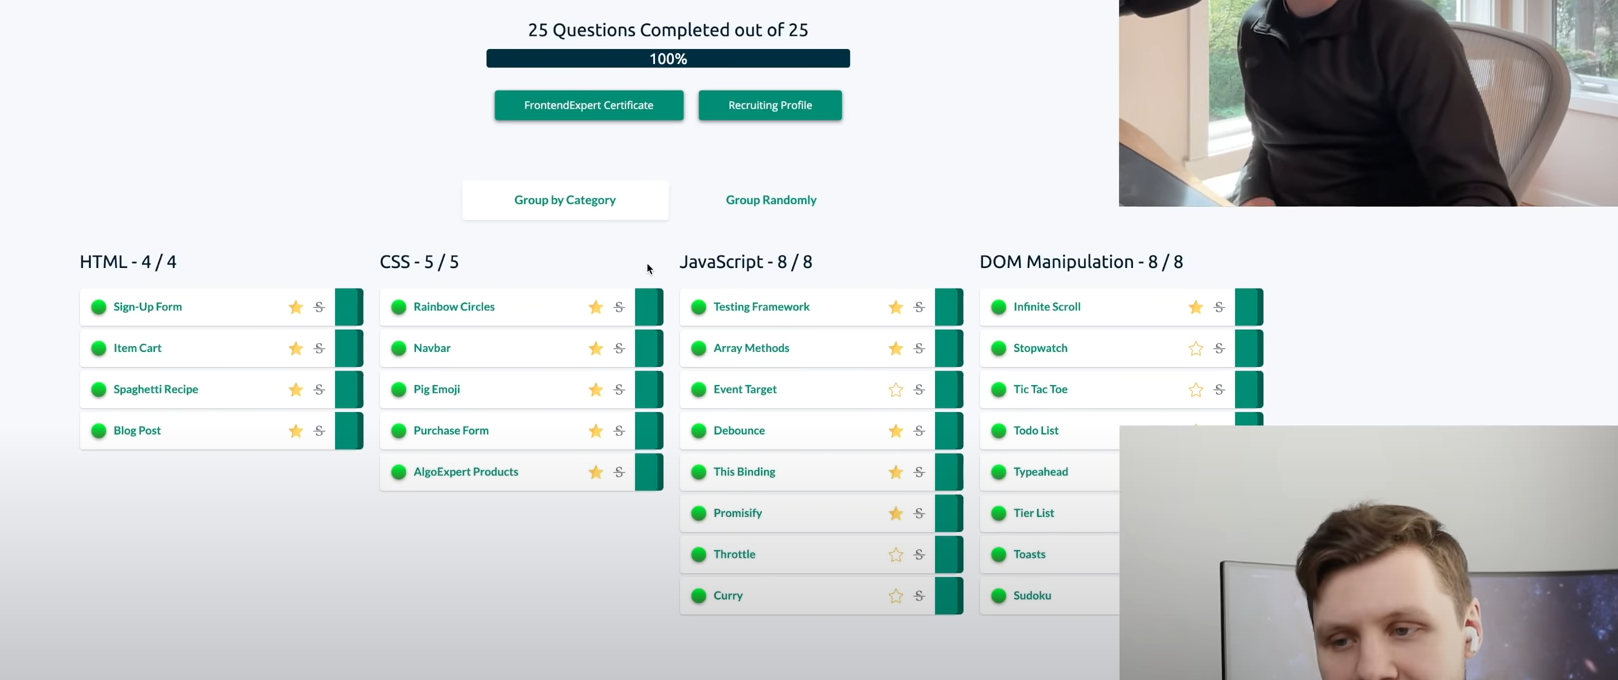 25 Questions Completed out of 25
100%
FrontendExpert Certificate
Recruiting Profile
Group by Category
Group Randomly
HTML - 4 / 4
Sign-Up Form
S
Item Cart
S
Spaghetti Recipe
S
Blog Post
S
CSS - 5 / 5
Rainbow Circles
S
Navbar
S
Pig Emoji
S
Purchase Form
S
AlgoExpert Products
S
JavaScript - 8 / 8
Testing Framework
S
Array Methods
S
Event Target
S
Debounce
S
This Binding
S
Promisify
S
Throttle
S
Curry
S
DOM Manipulation - 8 / 8
Infinite Scroll
S
Stopwatch
S
Tic Tac Toe
S
Todo List
Typeahead
Tier List
Toasts
Sudoku